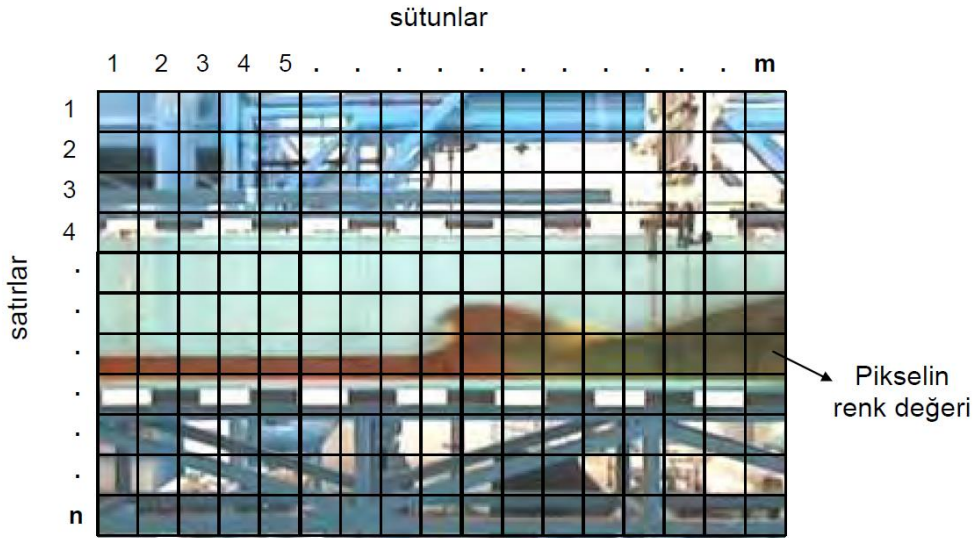 sütunlar
1 2 3 4 5 . . . . . . . . . . . m
satırlar
1
2
3
4
.
.
.
.
.
.
n
Pikselin
renk değeri